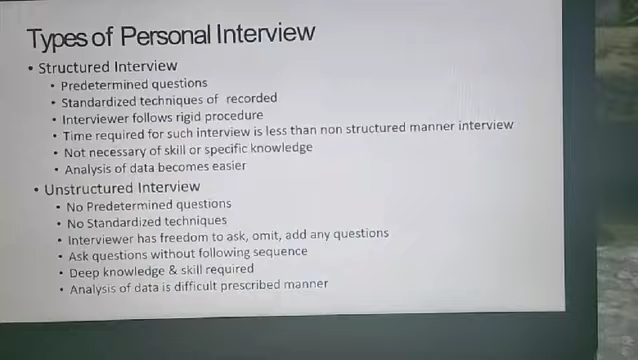 Types of Personal Interview
• Structured Interview
• Predetermined questions
• Standardized techniques of recorded
• Interviewer follows rigid procedure
• Time required for such interview is less than non structured manner interview
• Not necessary of skill or specific knowledge
• Analysis of data becomes easier
• Unstructured Interview
• No Predetermined questions
• No Standardized techniques
• Interviewer has freedom to ask, omit, add any questions
• Ask questions without following sequence
• Deep knowledge & skill required
• Analysis of data is difficult prescribed manner